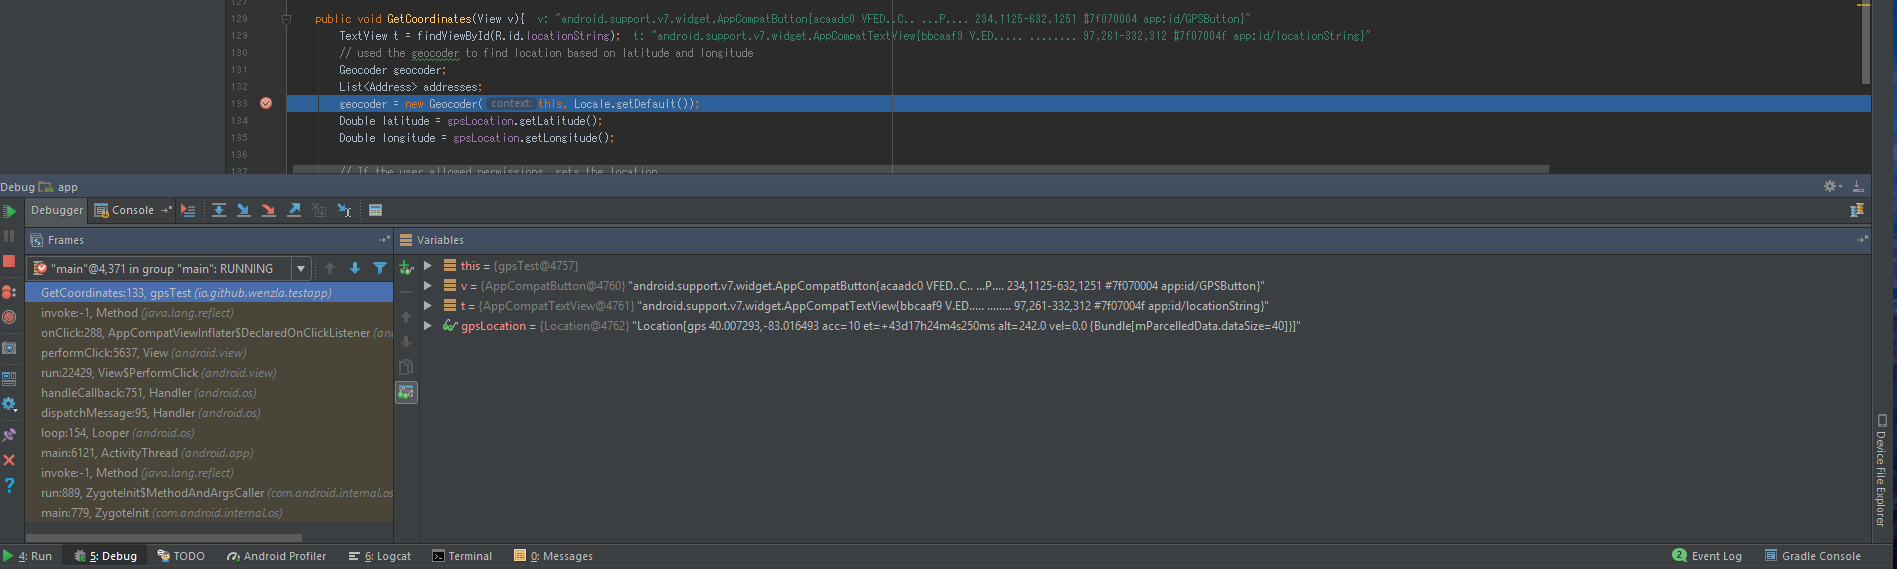 127
128 public void GetCoordinates(View v){ v: "android.support.v7.widget.AppCompatButton{acaadc0 VFED..C.. ...P.... 234,1125-632,1251 #7f070004 app:id/GPSButton}"
129 TextView t = findViewById(R.id.locationString); t: "android.support.v7.widget.AppCompatTextView{bbcaaf9 V.ED..... ........ 97,261-332,312 #7f07004f app:id/locationString}"
130 // used the geocoder to find location based on latitude and longitude
131 Geocoder geocoder;
132 List<Address> addresses;
133 geocoder = new Geocoder( context: this, Locale.getDefault());
134 Double latitude = gpsLocation.getLatitude();
135 Double longitude = gpsLocation.getLongitude();
136
137 // If the user allowed permissions, gets the location
Debug app
Debugger Console
Frames
Variables
"main"@4,371 in group "main": RUNNING
GetCoordinates:133, gpsTest (io.github.wenzla.testapp)
invoke:-1, Method (java.lang.reflect)
onClick:288, AppCompatViewInflater$DeclaredOnClickListener (an
performClick:5637, View (android.view)
run:22429, View$PerformClick (android.view)
handleCallback:751, Handler (android.os)
dispatchMessage:95, Handler (android.os)
loop:154, Looper (android.os)
main:6121, ActivityThread (android.app)
invoke:-1, Method (java.lang.reflect)
run:889, ZygoteInit$MethodAndArgsCaller (com.android.internal.os
main:779, ZygoteInit (com.android.internal.os)
this = {gpsTest@4757}
v = {AppCompatButton@4760} "android.support.v7.widget.AppCompatButton{acaadc0 VFED..C.. ...P.... 234,1125-632,1251 #7f070004 app:id/GPSButton}"
t = {AppCompatTextView@4761} "android.support.v7.widget.AppCompatTextView{bbcaaf9 V.ED..... ........ 97,261-332,312 #7f07004f app:id/locationString}"
gpsLocation = {Location@4762} "Location[gps 40.007293,-83.016493 acc=10 et=+43d17h24m4s250ms alt=242.0 vel=0.0 {Bundle[mParcelledData.dataSize=40]}]"
Device File Explorer
4: Run 5: Debug TODO Android Profiler 6: Logcat Terminal 0: Messages 2 Event Log Gradle Console